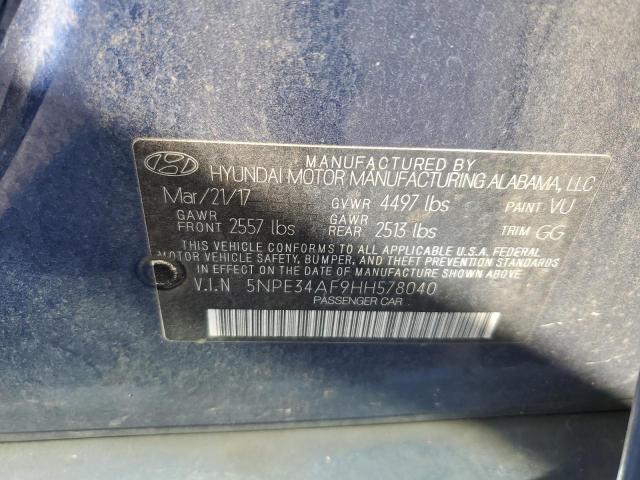 MANUFACTURED BY
HYUNDAI MOTOR MANUFACTURING ALABAMA, LLC
Mar/21/17 GVWR 4497 lbs PAINT VU
GAWR FRONT 2557 lbs GAWR REAR 2513 lbs TRIM GG
THIS VEHICLE CONFORMS TO ALL APPLICABLE U.S.A. FEDERAL
MOTOR VEHICLE SAFETY, BUMPER, AND THEFT PREVENTION STANDARDS
IN EFFECT ON THE DATE OF MANUFACTURE SHOWN ABOVE.
V.I.N 5NPE34AF9HH578040
PASSENGER CAR